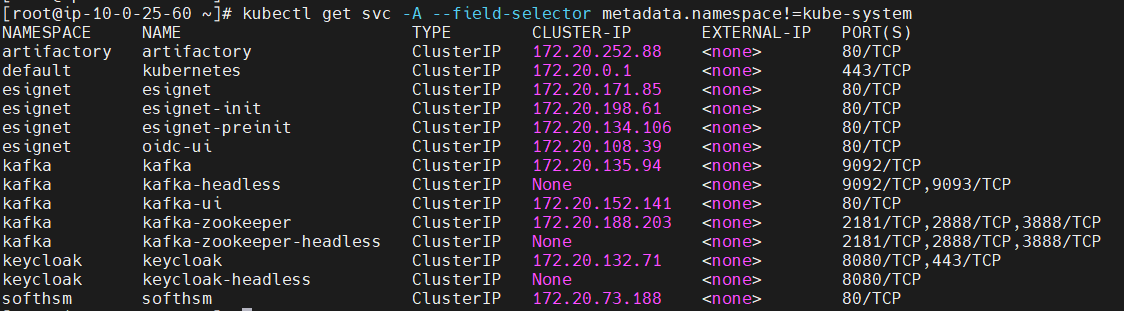 [root@ip-10-0-25-60 ~]# kubectl get svc -A --field-selector metadata.namespace!=kube-system
NAMESPACE     NAME                       TYPE        CLUSTER-IP       EXTERNAL-IP   PORT(S)
artifactory   artifactory                ClusterIP   172.20.252.88    <none>        80/TCP
default       kubernetes                 ClusterIP   172.20.0.1       <none>        443/TCP
esignet       esignet                    ClusterIP   172.20.171.85    <none>        80/TCP
esignet       esignet-init               ClusterIP   172.20.198.61    <none>        80/TCP
esignet       esignet-preinit            ClusterIP   172.20.134.106   <none>        80/TCP
esignet       oidc-ui                    ClusterIP   172.20.108.39    <none>        80/TCP
kafka         kafka                      ClusterIP   172.20.135.94    <none>        9092/TCP
kafka         kafka-headless             ClusterIP   None             <none>        9092/TCP,9093/TCP
kafka         kafka-ui                   ClusterIP   172.20.152.141   <none>        80/TCP
kafka         kafka-zookeeper            ClusterIP   172.20.188.203   <none>        2181/TCP,2888/TCP,3888/TCP
kafka         kafka-zookeeper-headless   ClusterIP   None             <none>        2181/TCP,2888/TCP,3888/TCP
keycloak      keycloak                   ClusterIP   172.20.132.71    <none>        8080/TCP,443/TCP
keycloak      keycloak-headless          ClusterIP   None             <none>        8080/TCP
softhsm       softhsm                    ClusterIP   172.20.73.188    <none>        80/TCP